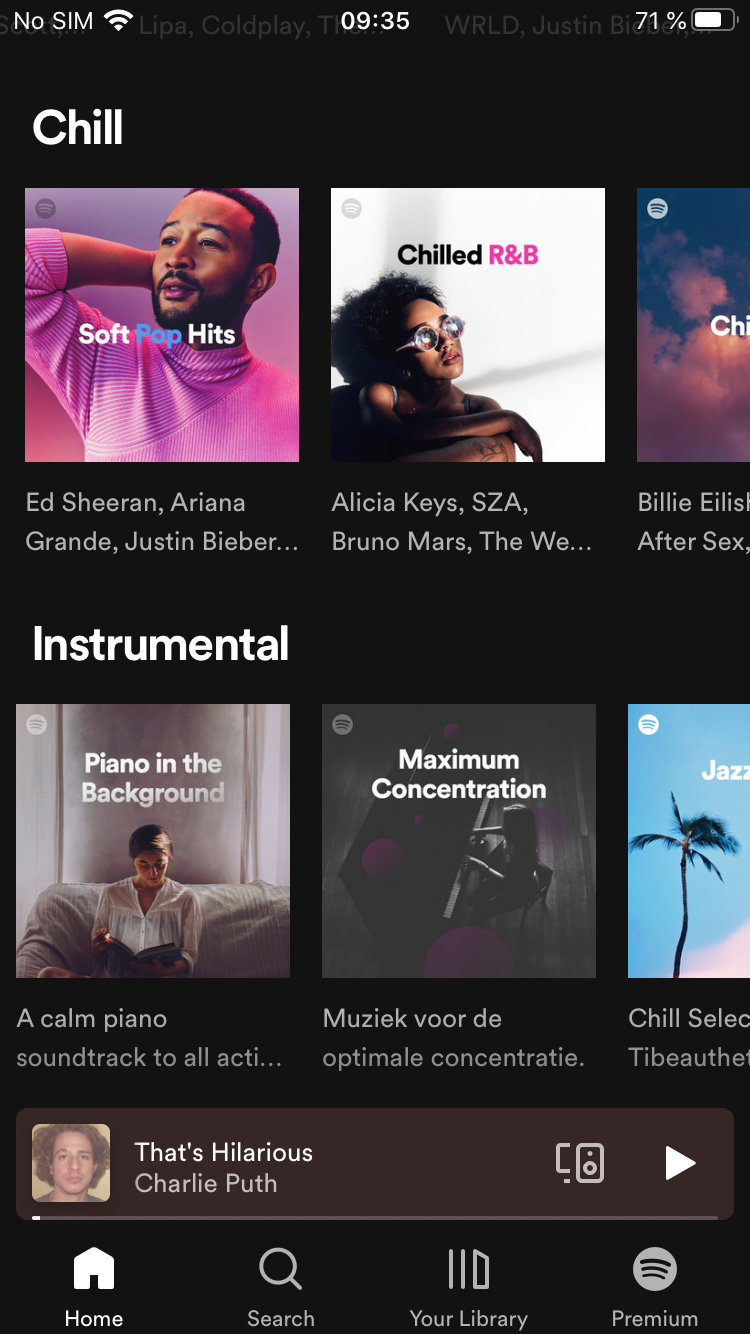 No SIM 09:35 71 %
Lipa, Coldplay, The... WRLD, Justin Bieber,...
Chill
Soft Pop Hits
Chilled R&B
Chi
Ed Sheeran, Ariana
Grande, Justin Bieber...
Alicia Keys, SZA,
Bruno Mars, The We...
Billie Eilish
After Sex,
Instrumental
Piano in the
Background
Maximum
Concentration
Jazz
A calm piano
soundtrack to all acti...
Muziek voor de
optimale concentratie.
Chill Selec
Tibeauthet
That's Hilarious
Charlie Puth
Home
Search
Your Library
Premium